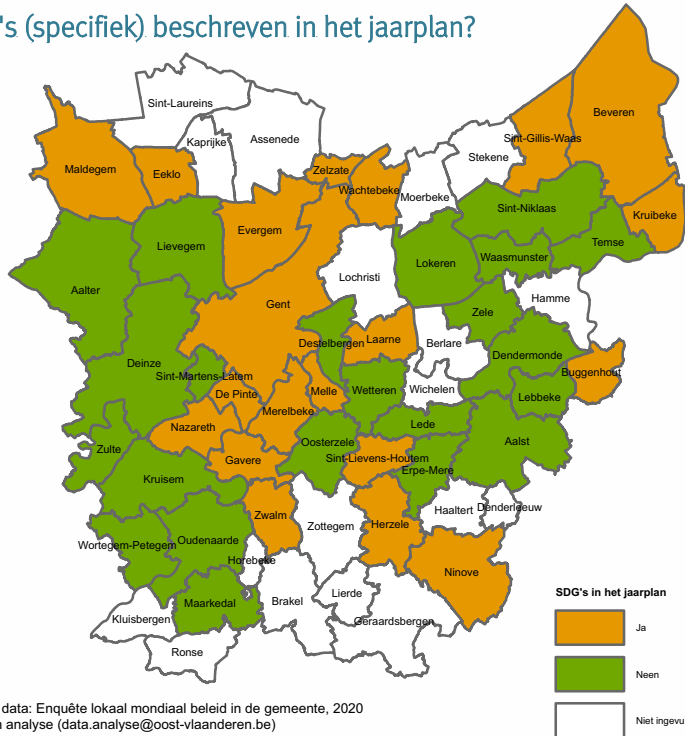 's (specifiek) beschreven in het jaarplan?
Beveren
Sint-Laureins
Sint-Gillis-Waas
Kaprijke
Assenede
Stekene
Maldegem
Eeklo
Zelzate
Wachtebeke
Moerbeke
Sint-Niklaas
Kruibeke
Evergem
Lievegem
Temse
Waasmunster
Lokeren
Lochristi
Aalter
Hamme
Gent
Zele
Destelbergen
Laarne
Berlare
Dendermonde
Deinze
Sint-Martens-Latem
Buggenhout
De Pinte
Melle
Wetteren
Wichelen
Lebbeke
Merelbeke
Nazareth
Lede
Oosterzele
Aalst
Zulte
Gavere
Sint-Lievens-Houtem
Erpe-Mere
Kruisem
Zwalm
Zottegem
Herzele
Haaltert
Denderleeuw
Wortegem-Petegem
Oudenaarde
Horebeke
Ninove
Maarkedal
Brakel
Lierde
Kluisbergen
Geraardsbergen
Ronse
SDG's in het jaarplan
Ja
Neen
Niet ingevu
data: Enquête lokaal mondiaal beleid in de gemeente, 2020
analyse (data.analyse@oost-vlaanderen.be)